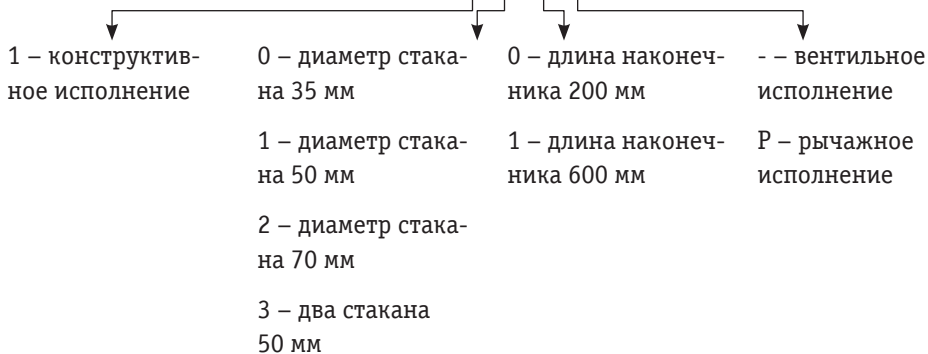 1 – конструктив-
ное исполнение
0 – диаметр стака-
на 35 мм
1 – диаметр стака-
на 50 мм
2 – диаметр стака-
на 70 мм
3 – два стакана
50 мм
0 – длина наконеч-
ника 200 мм
1 – длина наконеч-
ника 600 мм
- – вентильное
исполнение
Р – рычажное
исполнение